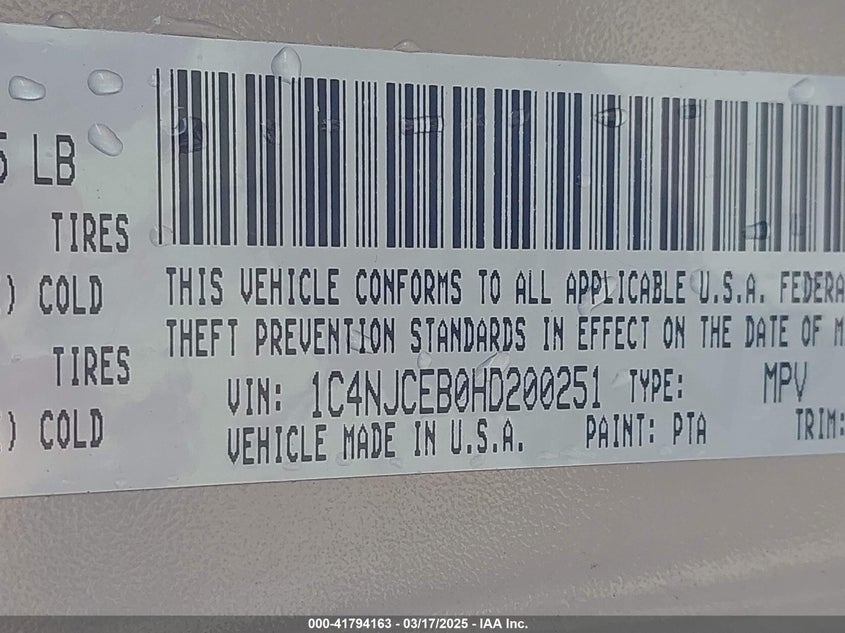 5 LB
TIRES
) COLD
TIRES
) COLD
THIS VEHICLE CONFORMS TO ALL APPLICABLE U.S.A. FEDERA
THEFT PREVENTION STANDARDS IN EFFECT ON THE DATE OF M
VIN: 1C4NJCEB0HD200251 TYPE: MPV
VEHICLE MADE IN U.S.A. PAINT: PTA TRIM:
000-41794163 - 03/17/2025 - IAA Inc.